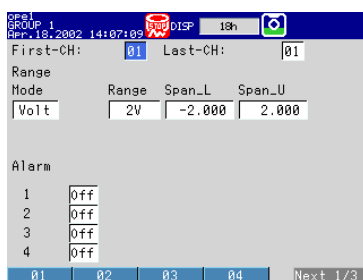 opel
GROUP 1
Apr.18.2002 14:07:09 STOP DISP 18h
First-CH: 01 Last-CH: 01
Range
Mode Range Span_L Span_U
Volt 2V -2.000 2.000
Alarm
1 Off
2 Off
3 Off
4 Off
01 02 03 04 Next 1/3